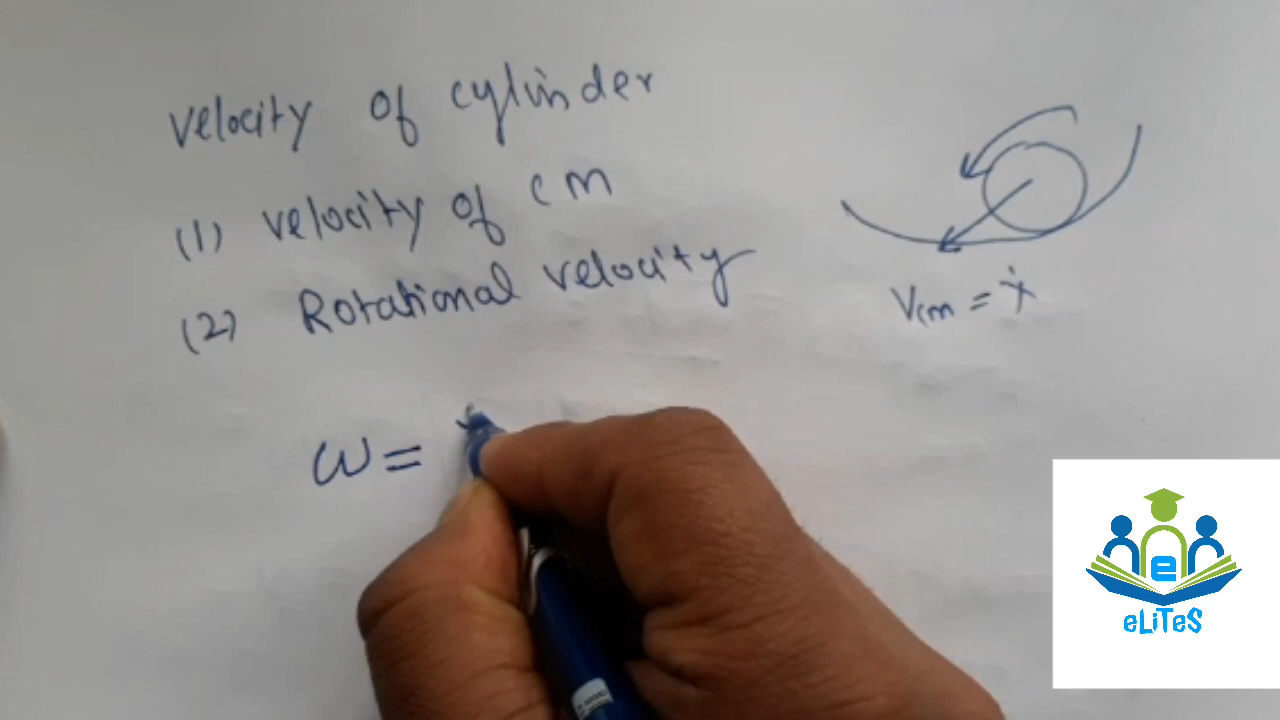 velocity of cylinder
(1) velocity of cm
(2) Rotational velocity
Vcm = ẋ
ω =
e
eLiTeS